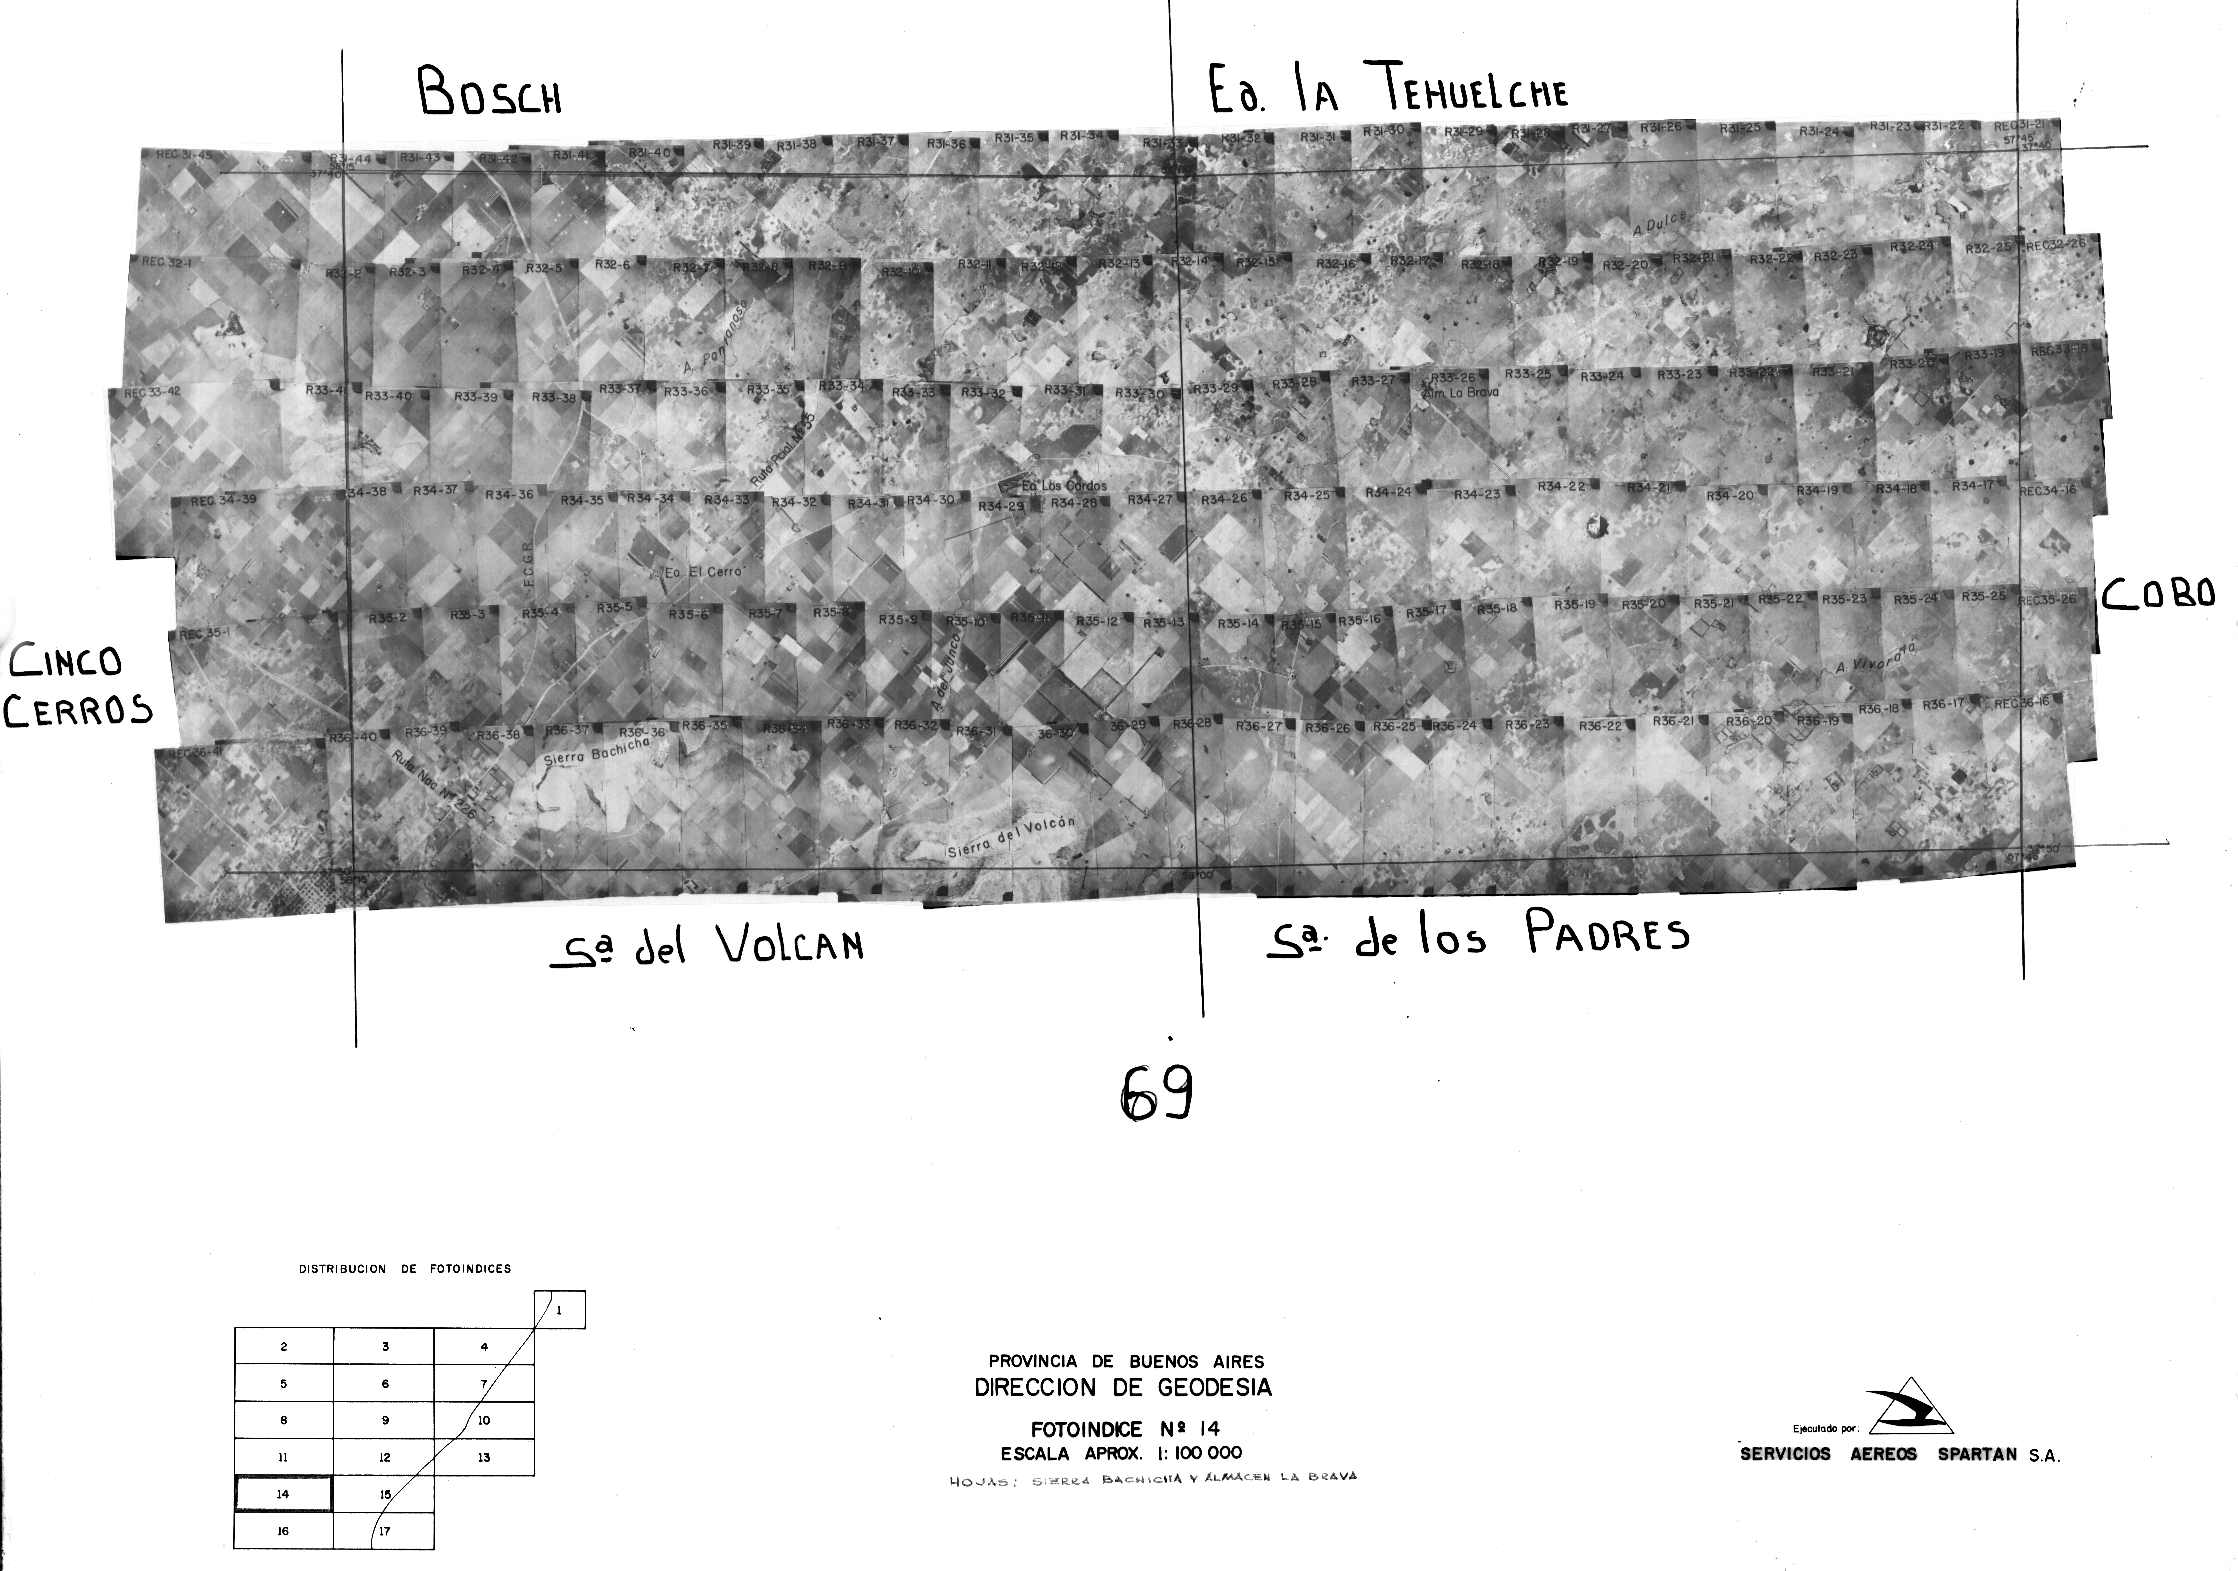 BOSCH
Ea. lA TEHUElCHE
REC 31-45
R31-44
R31-43
R31-42
R31-41
R31-40
R31-39
R31-38
R31-37
R31-36
R31-35
R31-34
R31-33
R31-32
R31-31
R31-30
R31-29
R31-28
R31-27
R31-26
R31-25
R31-24
R31-23
R31-22
REC31-21
57°45'
37°40'
37°40'
A Dulce
REC. 32-1
R32-2
R32-3
R32-4
R32-5
R32-6
R32-7
R32-8
R32-9
R32-10
R32-11
R32-12
R32-13
R32-14
R32-15
R32-16
R32-17
R32-18
R32-19
R32-20
R32-21
R32-22
R32-23
R32-24
R32-25
REC32-26
A. Pantanoso
REC 33-42
R33-41
R33-40
R33-39
R33-38
R33-37
R33-36
R33-35
R33-34
R33-33
R33-32
R33-31
R33-30
R33-29
R33-28
R33-27
R33-26
R33-25
R33-24
R33-23
R33-22
R33-21
R33-20
R33-19
REC33-18
Alm. La Brava
Ruta Pcial. Nº 55
Ea. Los Cardos
REC. 34-39
R34-38
R34-37
R34-36
R34-35
R34-34
R34-33
R34-32
R34-31
R34-30
R34-29
R34-28
R34-27
R34-26
R34-25
R34-24
R34-23
R34-22
R34-21
R34-20
R34-19
R34-18
R34-17
REC34-16
F.C.G.R.
Ea. El Cerro
COBO
REC 35-1
R35-2
R35-3
R35-4
R35-5
R35-6
R35-7
R35-8
R35-9
R35-10
R35-11
R35-12
R35-13
R35-14
R35-15
R35-16
R35-17
R35-18
R35-19
R35-20
R35-21
R35-22
R35-23
R35-24
R35-25
REC35-26
CINCO
CERROS
A del Junco
A. Vivorata
REC36-41
R36-40
R36-39
R36-38
R36-37
R36-36
R36-35
R36-34
R36-33
R36-32
R36-31
36-30
36-29
R36-28
R36-27
R36-26
R36-25
R36-24
R36-23
R36-22
R36-21
R36-20
R36-19
R36-18
R36-17
REC36-16
Ruta Nac Nº 226
Sierra Bachicha
Sierra del Volcán
58°15'
58°00'
37°50'
57°45'
Sª del VOLCAN
Sª. de los PADRES
69
DISTRIBUCION DE FOTOINDICES
1
2 3 4
5 6 7
8 9 10
11 12 13
14 15
16 17
PROVINCIA DE BUENOS AIRES
DIRECCION DE GEODESIA
FOTOINDICE Nº 14
ESCALA APROX. 1: 100 000
HOJAS: SIERRA BACHICHA Y ALMACEN LA BRAVA
Ejecutado por:
SERVICIOS AEREOS SPARTAN S.A.